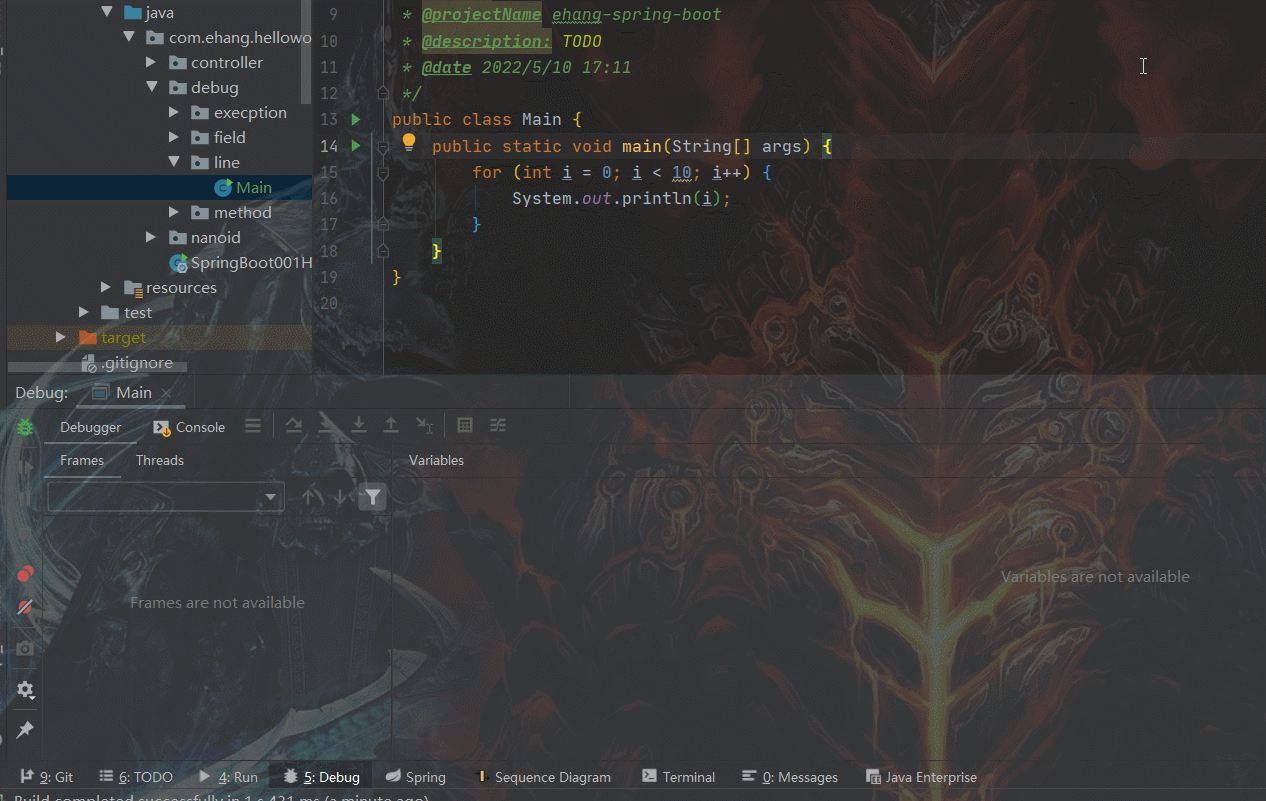 java
com.ehang.hellowo
controller
debug
execption
field
line
Main
method
nanoid
SpringBoot001H
resources
test
target
.gitignore
9 * @projectName ehang-spring-boot
10 * @description: TODO
11 * @date 2022/5/10 17:11
12 */
13 public class Main {
14 public static void main(String[] args) {
15 for (int i = 0; i < 10; i++) {
16 System.out.println(i);
17 }
18 }
19 }
20
Debug: Main
Debugger Console
Frames Threads Variables
Variables are not available
Frames are not available
9: Git 6: TODO 4: Run 5: Debug Spring Sequence Diagram Terminal 0: Messages Java Enterprise
Build completed successfully in 1 s 431 ms (a minute ago)